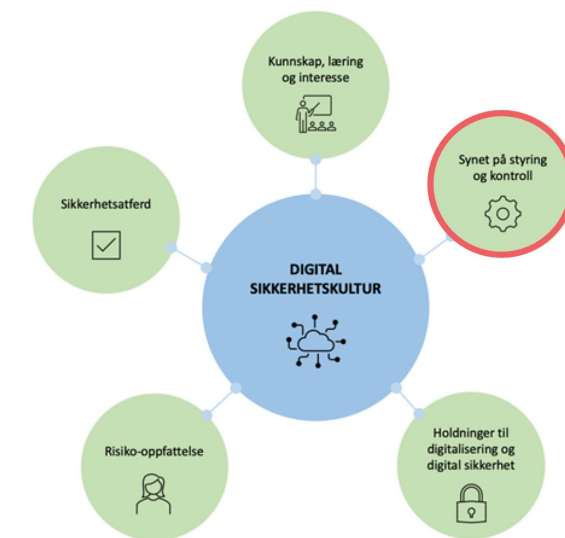 Kunnskap, læring
og interesse
Synet på styring
og kontroll
Sikkerhetsatferd
DIGITAL
SIKKERHETSKULTUR
Risiko-oppfattelse
Holdninger til
digitalisering og
digital sikkerhet